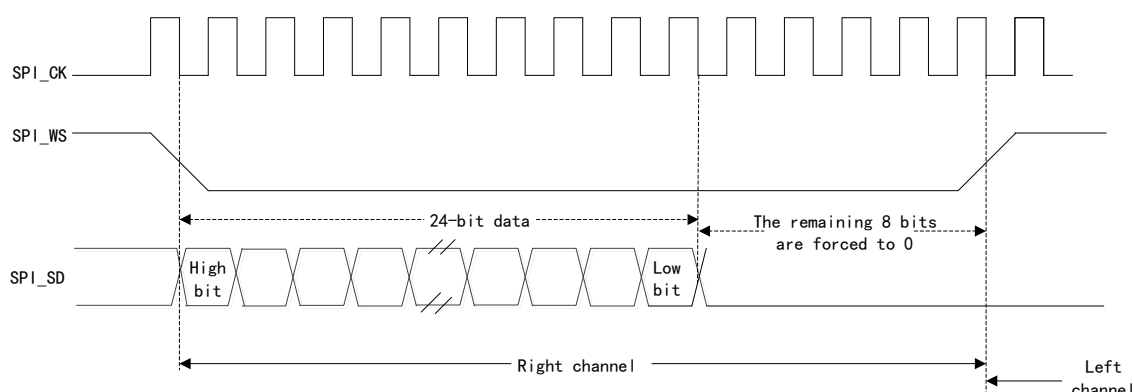 SPI_CK
SPI_WS
24-bit data
The remaining 8 bits
are forced to 0
SPI_SD
High
bit
Low
bit
Right channel
Left
channel